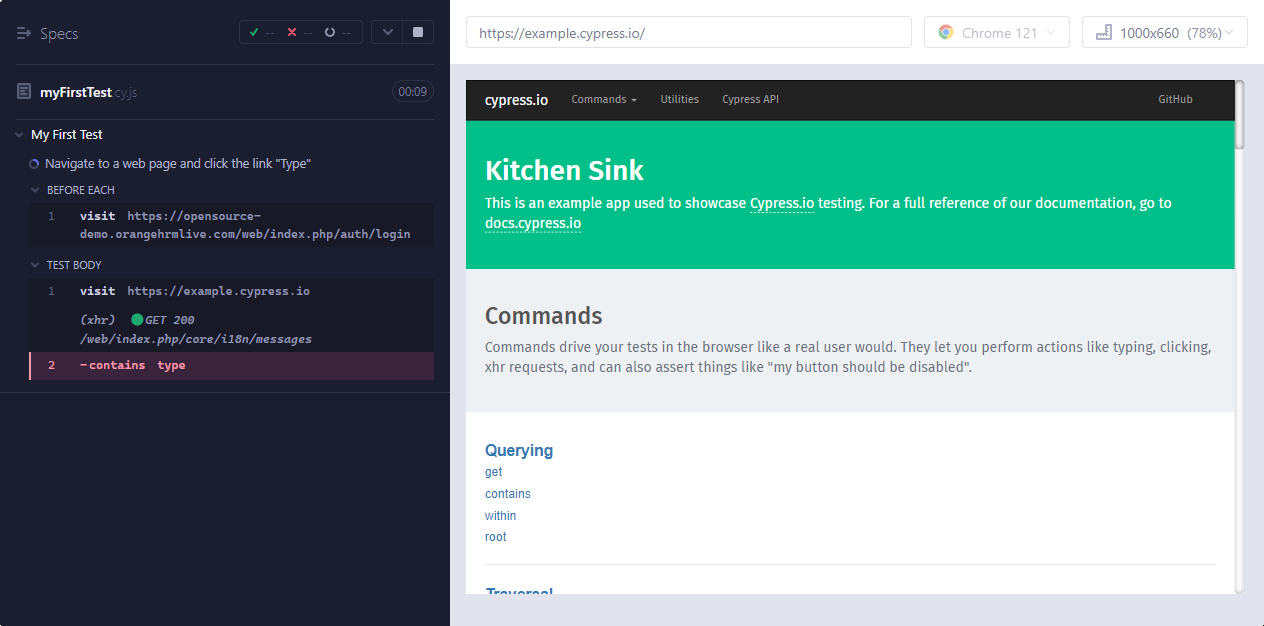 Specs
-- -- --
myFirstTest.cy.js 00:09
My First Test
Navigate to a web page and click the link "Type"
BEFORE EACH
1 visit https://opensource-
demo.orangehrmlive.com/web/index.php/auth/login
TEST BODY
1 visit https://example.cypress.io
(xhr) GET 200
/web/index.php/core/i18n/messages
2 -contains type
https://example.cypress.io/
Chrome 121
1000x660 (78%)
cypress.io Commands Utilities Cypress API GitHub
Kitchen Sink
This is an example app used to showcase Cypress.io testing. For a full reference of our documentation, go to
docs.cypress.io
Commands
Commands drive your tests in the browser like a real user would. They let you perform actions like typing, clicking,
xhr requests, and can also assert things like "my button should be disabled".
Querying
get
contains
within
root
Traversal